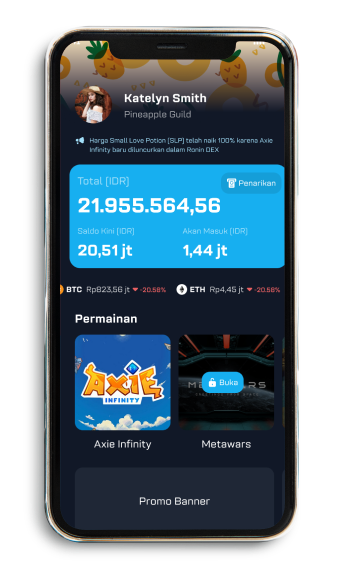 Katelyn Smith
Pineapple Guild
Harga Small Love Potion [SLP] telah naik 100% karena Axie
Infinity baru diluncurkan dalam Ronin DEX
Total [IDR]
Penarikan
21.955.564,56
Saldo Kini [IDR]
Akan Masuk [IDR]
20,51 jt
1,44 jt
BTC Rp823,56 jt ▼ -20.56%
ETH Rp4,45 jt ▼ -20.56%
Permainan
AXIE
INFINITY
Buka
Axie Infinity
Metawars
Promo Banner